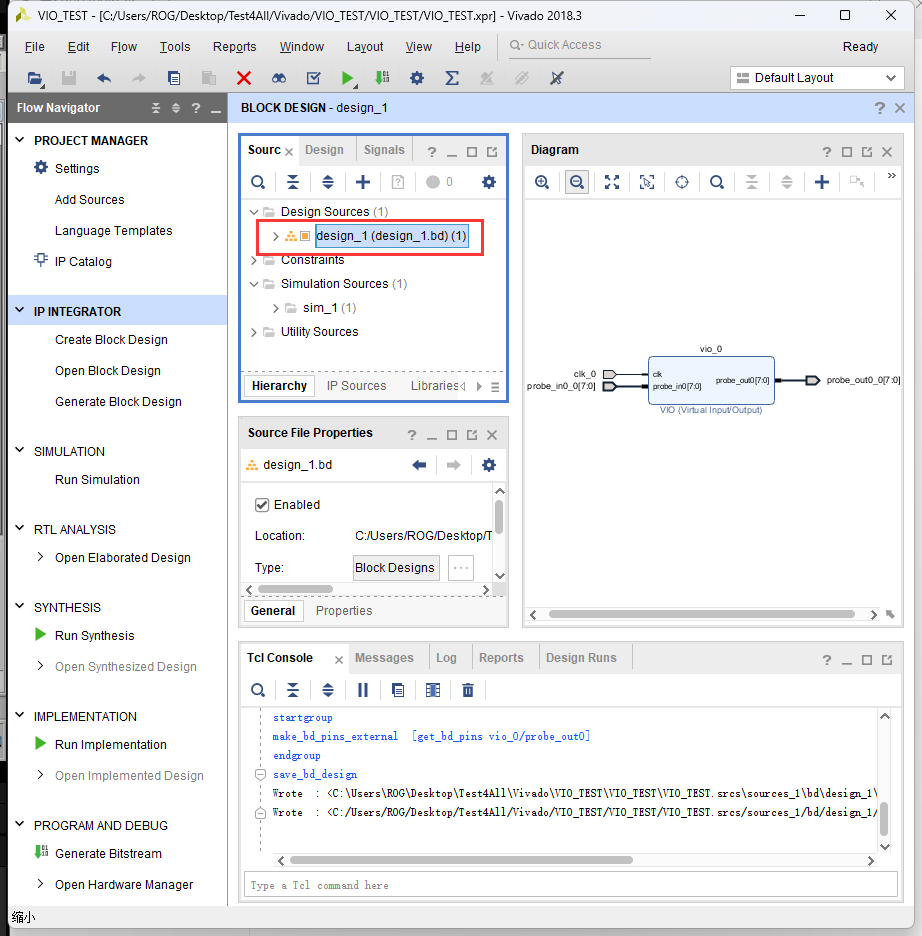 VIO_TEST - [C:/Users/ROG/Desktop/Test4All/Vivado/VIO_TEST/VIO_TEST/VIO_TEST.xpr] - Vivado 2018.3
File Edit Flow Tools Reports Window Layout View Help Quick Access Ready
Default Layout
Flow Navigator
PROJECT MANAGER
Settings
Add Sources
Language Templates
IP Catalog
IP INTEGRATOR
Create Block Design
Open Block Design
Generate Block Design
SIMULATION
Run Simulation
RTL ANALYSIS
Open Elaborated Design
SYNTHESIS
Run Synthesis
Open Synthesized Design
IMPLEMENTATION
Run Implementation
Open Implemented Design
PROGRAM AND DEBUG
Generate Bitstream
Open Hardware Manager
BLOCK DESIGN - design_1
Sourc Design Signals
0
Design Sources (1)
design_1 (design_1.bd) (1)
Constraints
Simulation Sources (1)
sim_1 (1)
Utility Sources
Hierarchy IP Sources Libraries
Source File Properties
design_1.bd
Enabled
Location: C:/Users/ROG/Desktop/T
Type: Block Designs ...
General Properties
Diagram
vio_0
clk_0
probe_in0_0[7:0]
clk
probe_in0[7:0]
probe_out0[7:0]
probe_out0_0[7:0]
VIO (Virtual Input/Output)
Tcl Console Messages Log Reports Design Runs
startgroup
make_bd_pins_external  [get_bd_pins vio_0/probe_out0]
endgroup
save_bd_design
Wrote  : <C:\Users\ROG\Desktop\Test4All\Vivado\VIO_TEST\VIO_TEST\VIO_TEST.srcs\sources_1\bd\design_1\
Wrote  : <C:/Users/ROG/Desktop/Test4All/Vivado/VIO_TEST/VIO_TEST/VIO_TEST.srcs/sources_1/bd/design_1/
Type a Tcl command here
缩小